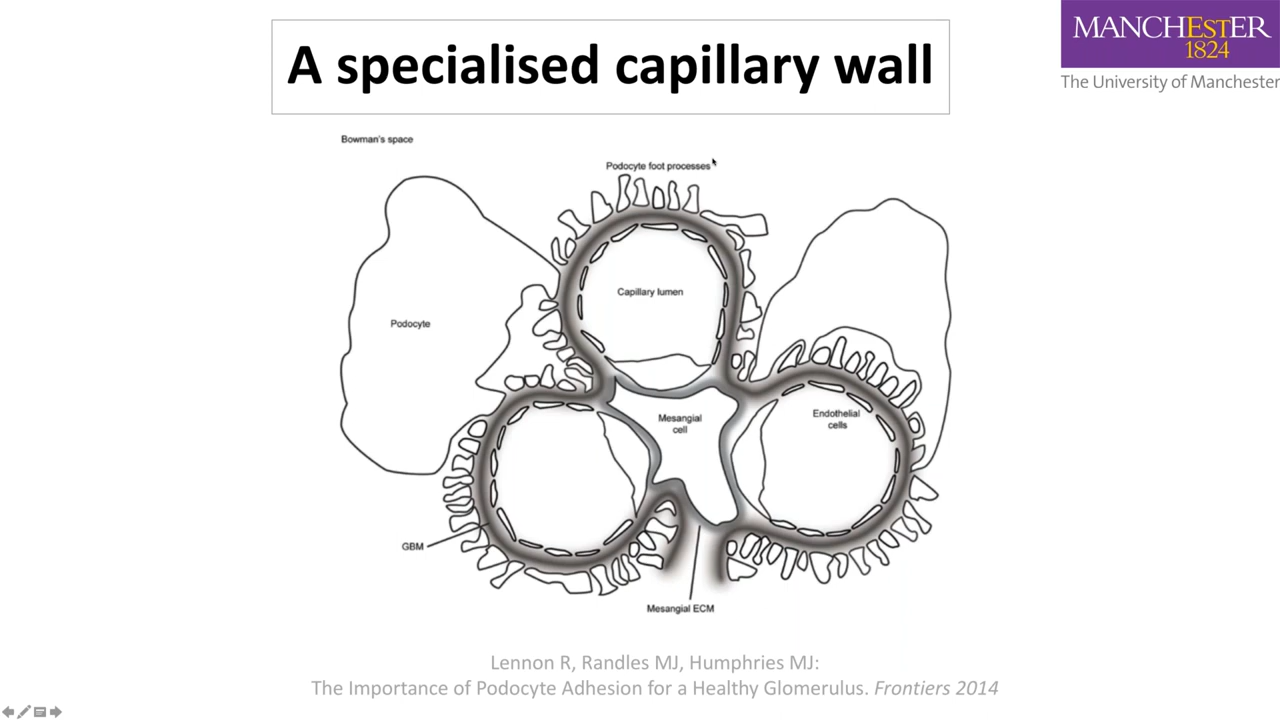 A specialised capillary wall
MANCHESTER
1824
The University of Manchester
Bowman's space
Podocyte foot processes
Capillary lumen
Podocyte
Mesangial
cell
Endothelial
cells
GBM
Mesangial ECM
Lennon R, Randles MJ, Humphries MJ:
The Importance of Podocyte Adhesion for a Healthy Glomerulus. Frontiers 2014